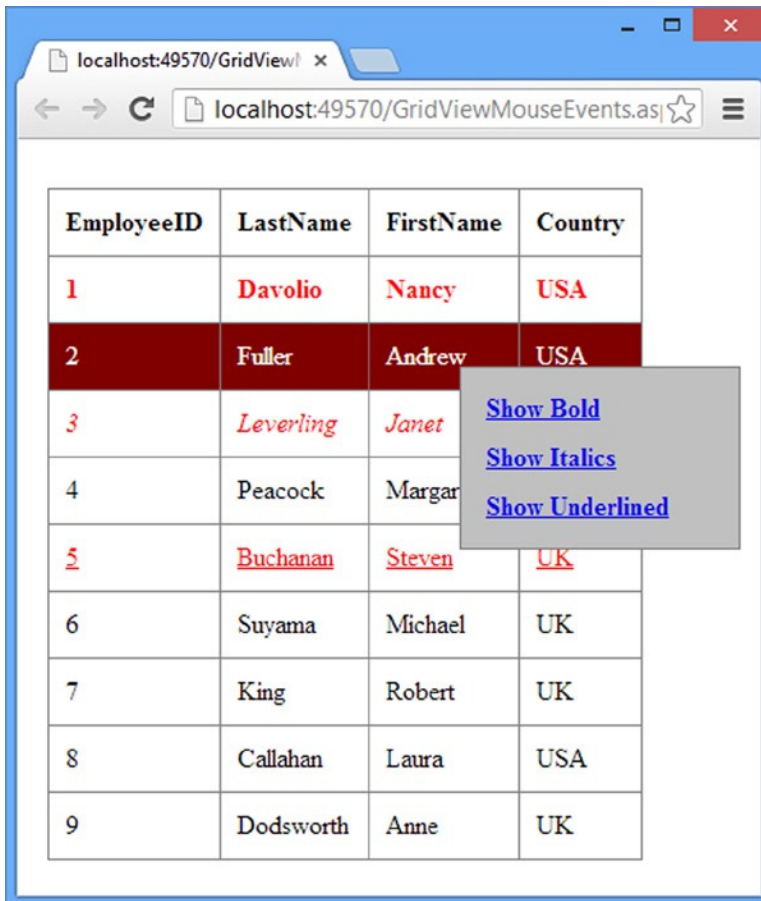 localhost:49570/GridView
localhost:49570/GridViewMouseEvents.asp
EmployeeID LastName FirstName Country
1 Davolio Nancy USA
2 Fuller Andrew USA
3 Leverling Janet
Show Bold
Show Italics
4 Peacock Margar
Show Underlined
5 Buchanan Steven UK
6 Suyama Michael UK
7 King Robert UK
8 Callahan Laura USA
9 Dodsworth Anne UK